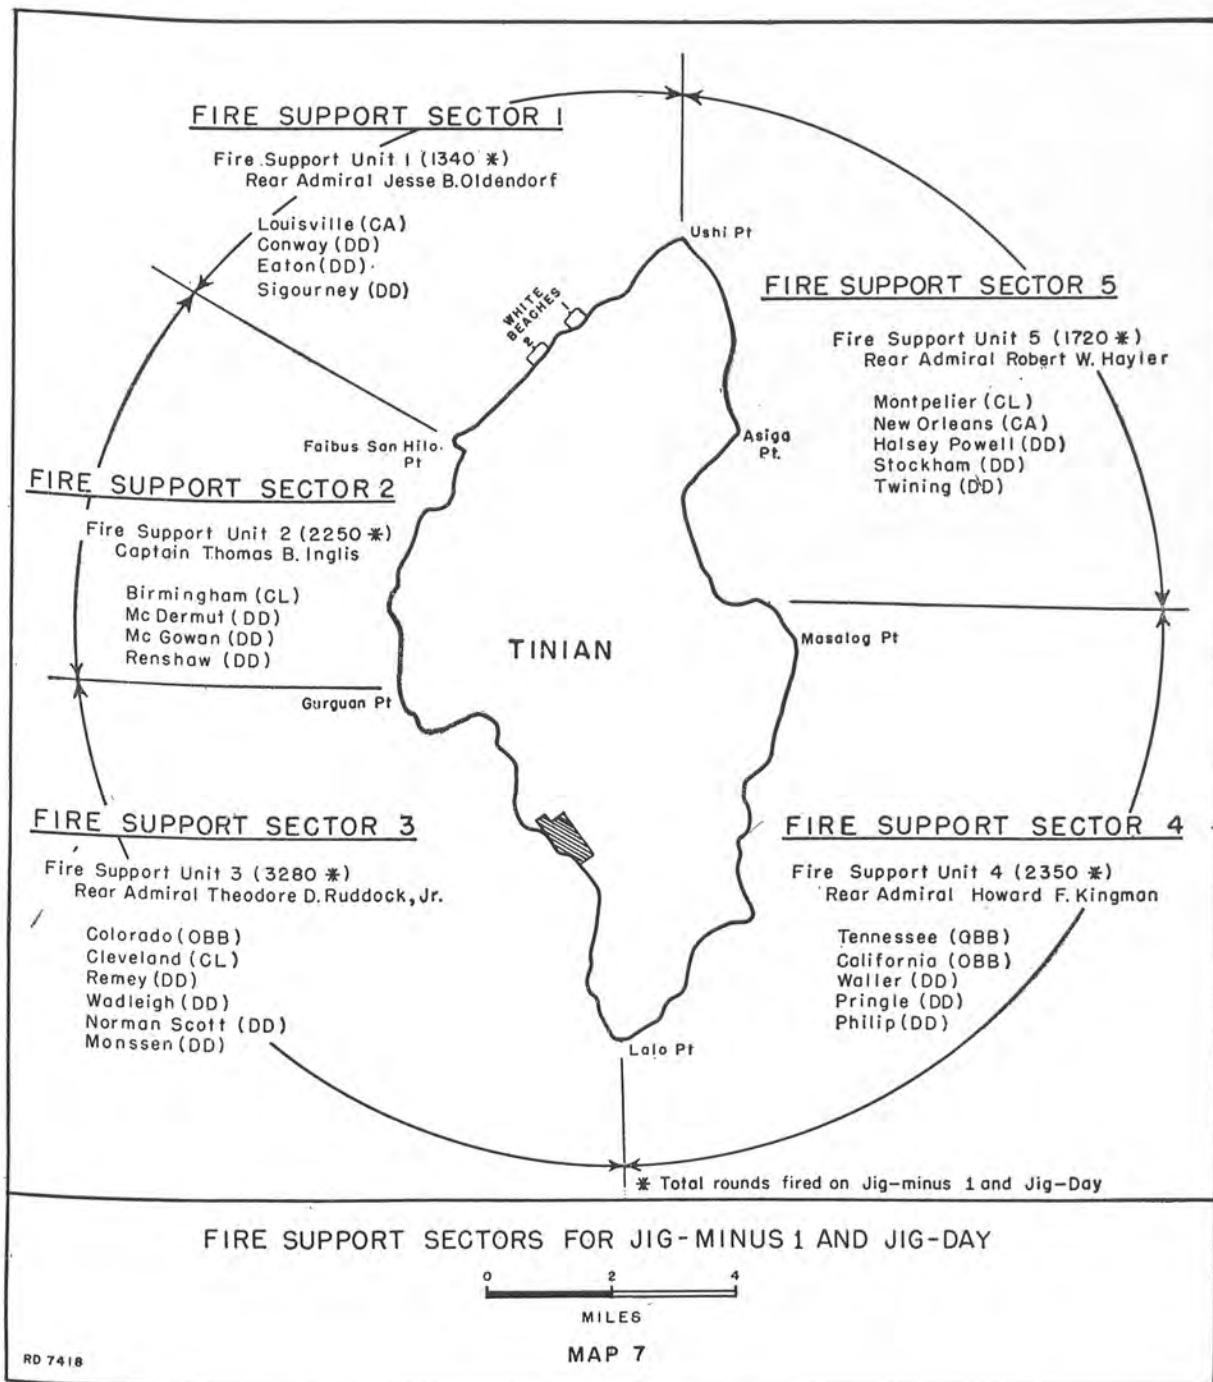 FIRE SUPPORT SECTOR 1
Fire Support Unit 1 (1340 *)
Rear Admiral Jesse B. Oldendorf
Louisville (CA)
Conway (DD)
Eaton (DD)
Sigourney (DD)
Ushi Pt
WHITE
BEACHES
1
2
FIRE SUPPORT SECTOR 5
Fire Support Unit 5 (1720 *)
Rear Admiral Robert W. Hayler
Montpelier (CL)
New Orleans (CA)
Halsey Powell (DD)
Stockham (DD)
Twining (DD)
Faibus San Hilo.
Pt
Asiga
Pt.
FIRE SUPPORT SECTOR 2
Fire Support Unit 2 (2250 *)
Captain Thomas B. Inglis
Birmingham (CL)
Mc Dermut (DD)
Mc Gowan (DD)
Renshaw (DD)
TINIAN
Masalog Pt
Gurguan Pt
FIRE SUPPORT SECTOR 3
Fire Support Unit 3 (3280 *)
Rear Admiral Theodore D. Ruddock, Jr.
Colorado (OBB)
Cleveland (CL)
Remey (DD)
Wadleigh (DD)
Norman Scott (DD)
Monssen (DD)
FIRE SUPPORT SECTOR 4
Fire Support Unit 4 (2350 *)
Rear Admiral Howard F. Kingman
Tennessee (OBB)
California (OBB)
Waller (DD)
Pringle (DD)
Philip (DD)
Lalo Pt
* Total rounds fired on Jig-minus 1 and Jig-Day
FIRE SUPPORT SECTORS FOR JIG-MINUS 1 AND JIG-DAY
0 2 4
MILES
MAP 7
RD 7418